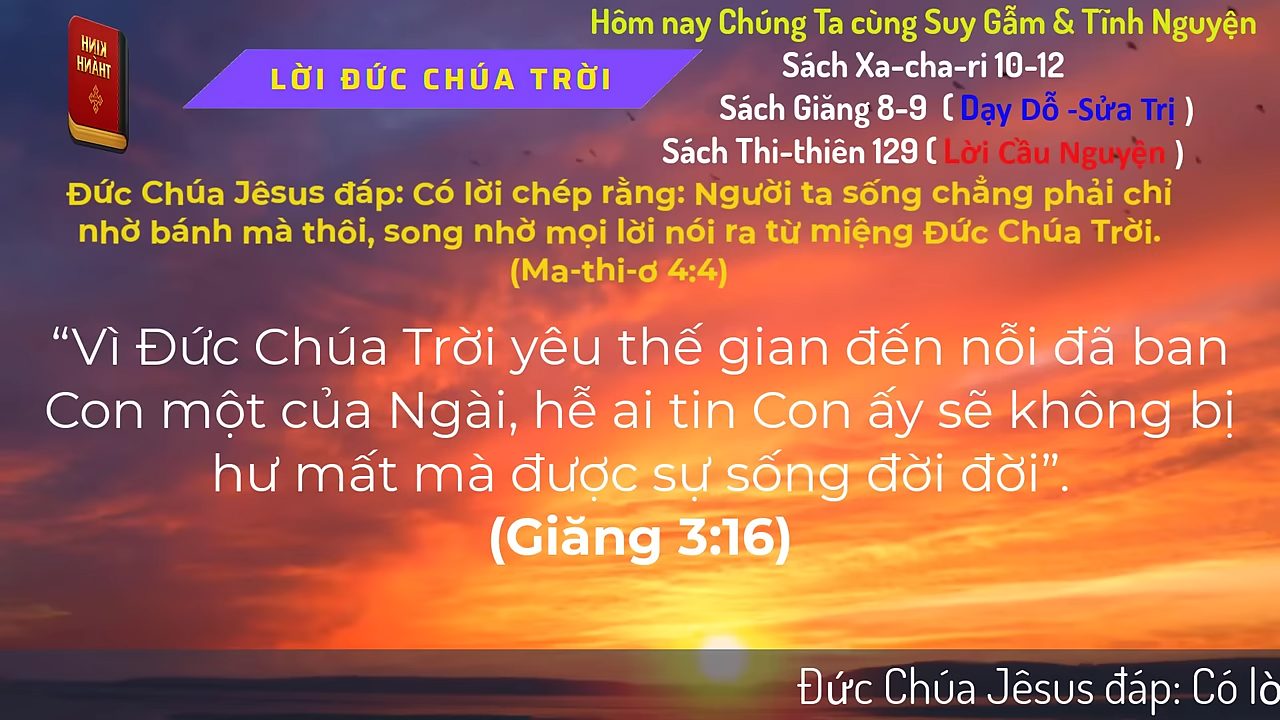 KINH
THÁNH
LỜI ĐỨC CHÚA TRỜI
Hôm nay Chúng Ta cùng Suy Gẫm & Tĩnh Nguyện
Sách Xa-cha-ri 10-12
Sách Giăng 8-9 ( Dạy Dỗ -Sửa Trị )
Sách Thi-thiên 129 ( Lời Cầu Nguyện )
Đức Chúa Jêsus đáp: Có lời chép rằng: Người ta sống chẳng phải chỉ
nhờ bánh mà thôi, song nhờ mọi lời nói ra từ miệng Đức Chúa Trời.
(Ma-thi-ơ 4:4)
“Vì Đức Chúa Trời yêu thế gian đến nỗi đã ban
Con một của Ngài, hễ ai tin Con ấy sẽ không bị
hư mất mà được sự sống đời đời”.
(Giăng 3:16)
Đức Chúa Jêsus đáp: Có lờ